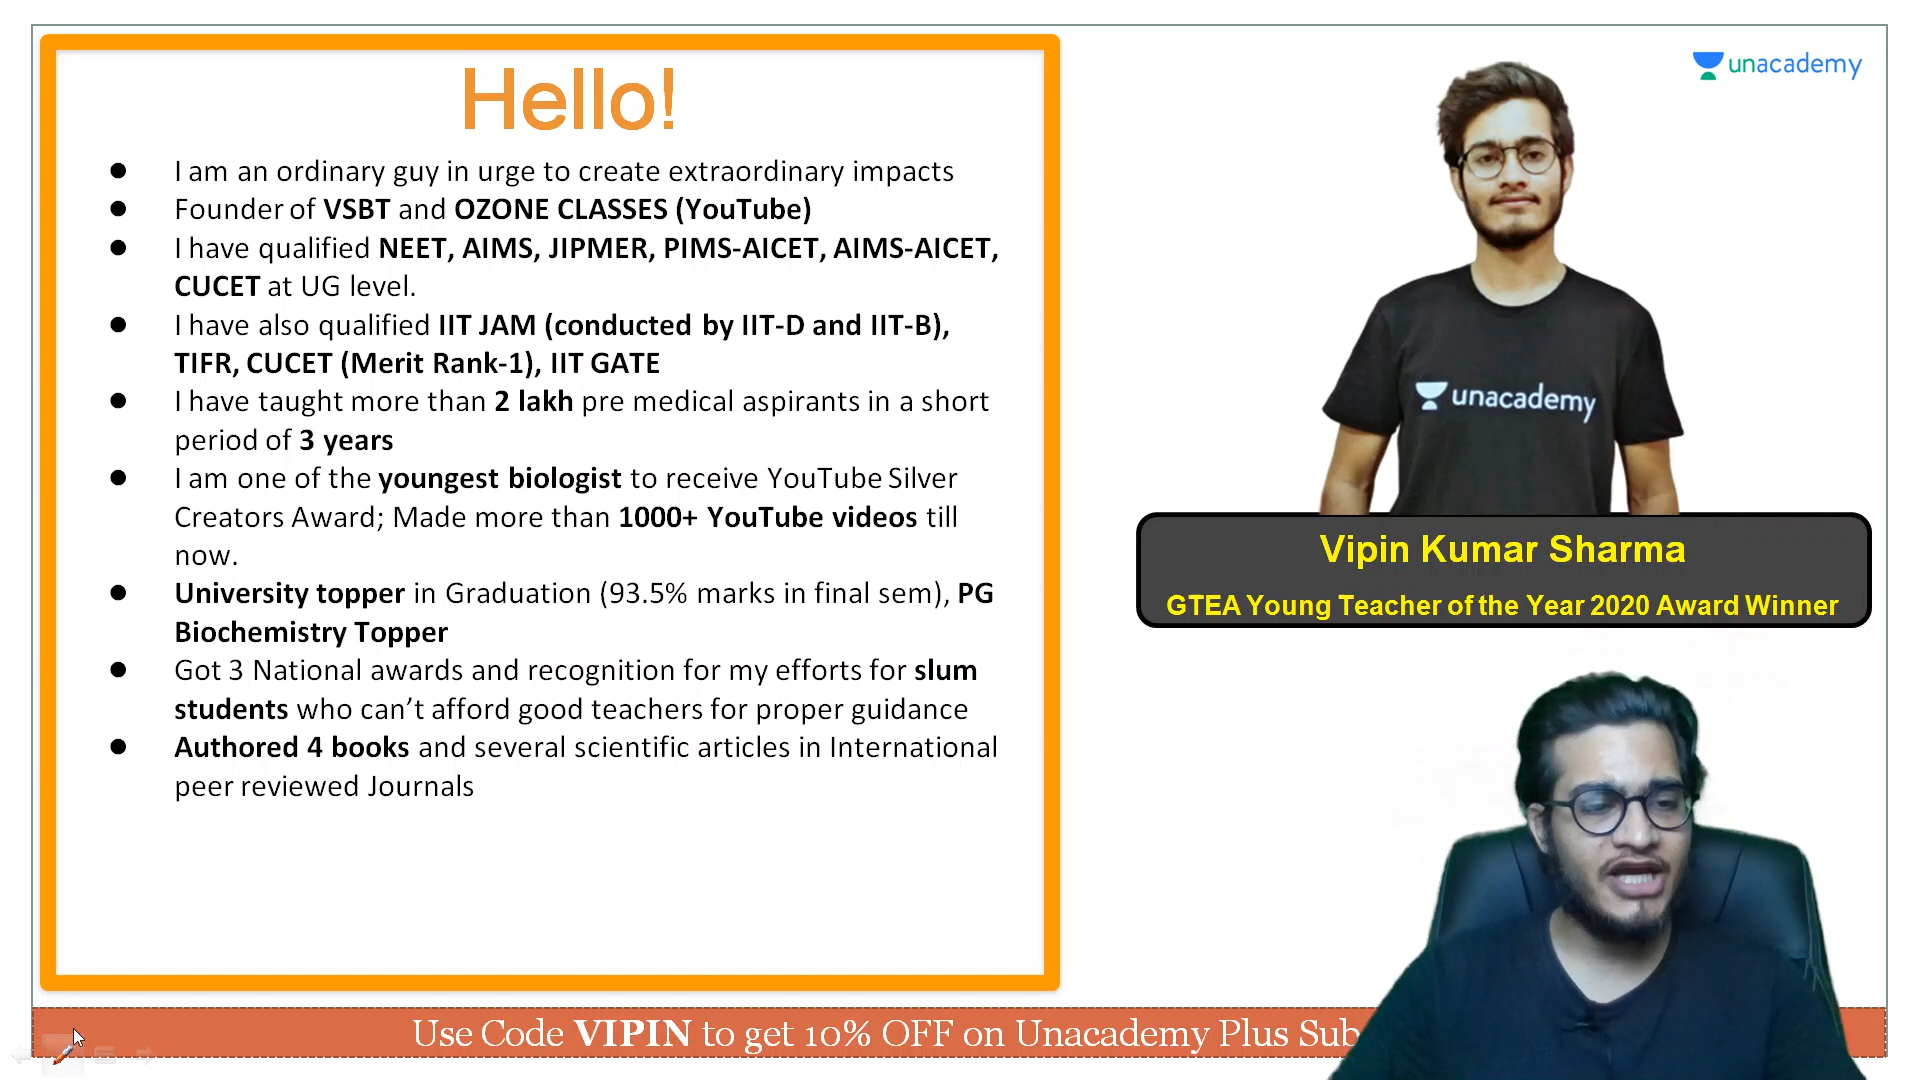 Hello!
unacademy
● I am an ordinary guy in urge to create extraordinary impacts
● Founder of VSBT and OZONE CLASSES (YouTube)
● I have qualified NEET, AIMS, JIPMER, PIMS-AICET, AIMS-AICET,
CUCET at UG level.
● I have also qualified IIT JAM (conducted by IIT-D and IIT-B),
TIFR, CUCET (Merit Rank-1), IIT GATE
● I have taught more than 2 lakh pre medical aspirants in a short
period of 3 years
● I am one of the youngest biologist to receive YouTube Silver
Creators Award; Made more than 1000+ YouTube videos till
now.
● University topper in Graduation (93.5% marks in final sem), PG
Biochemistry Topper
● Got 3 National awards and recognition for my efforts for slum
students who can’t afford good teachers for proper guidance
● Authored 4 books and several scientific articles in International
peer reviewed Journals
unacademy
Vipin Kumar Sharma
GTEA Young Teacher of the Year 2020 Award Winner
Use Code VIPIN to get 10% OFF on Unacademy Plus Sub